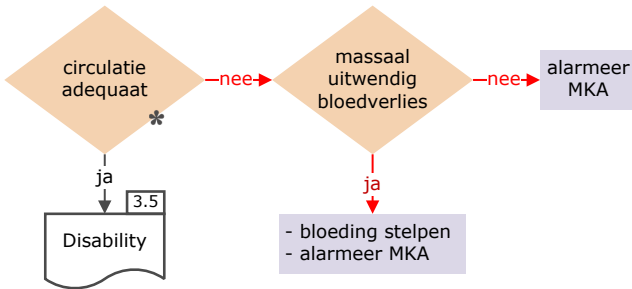 circulatie
adequaat
*
nee
massaal
uitwendig
bloedverlies
nee
alarmeer
MKA
ja
3.5
Disability
ja
- bloeding stelpen
- alarmeer MKA